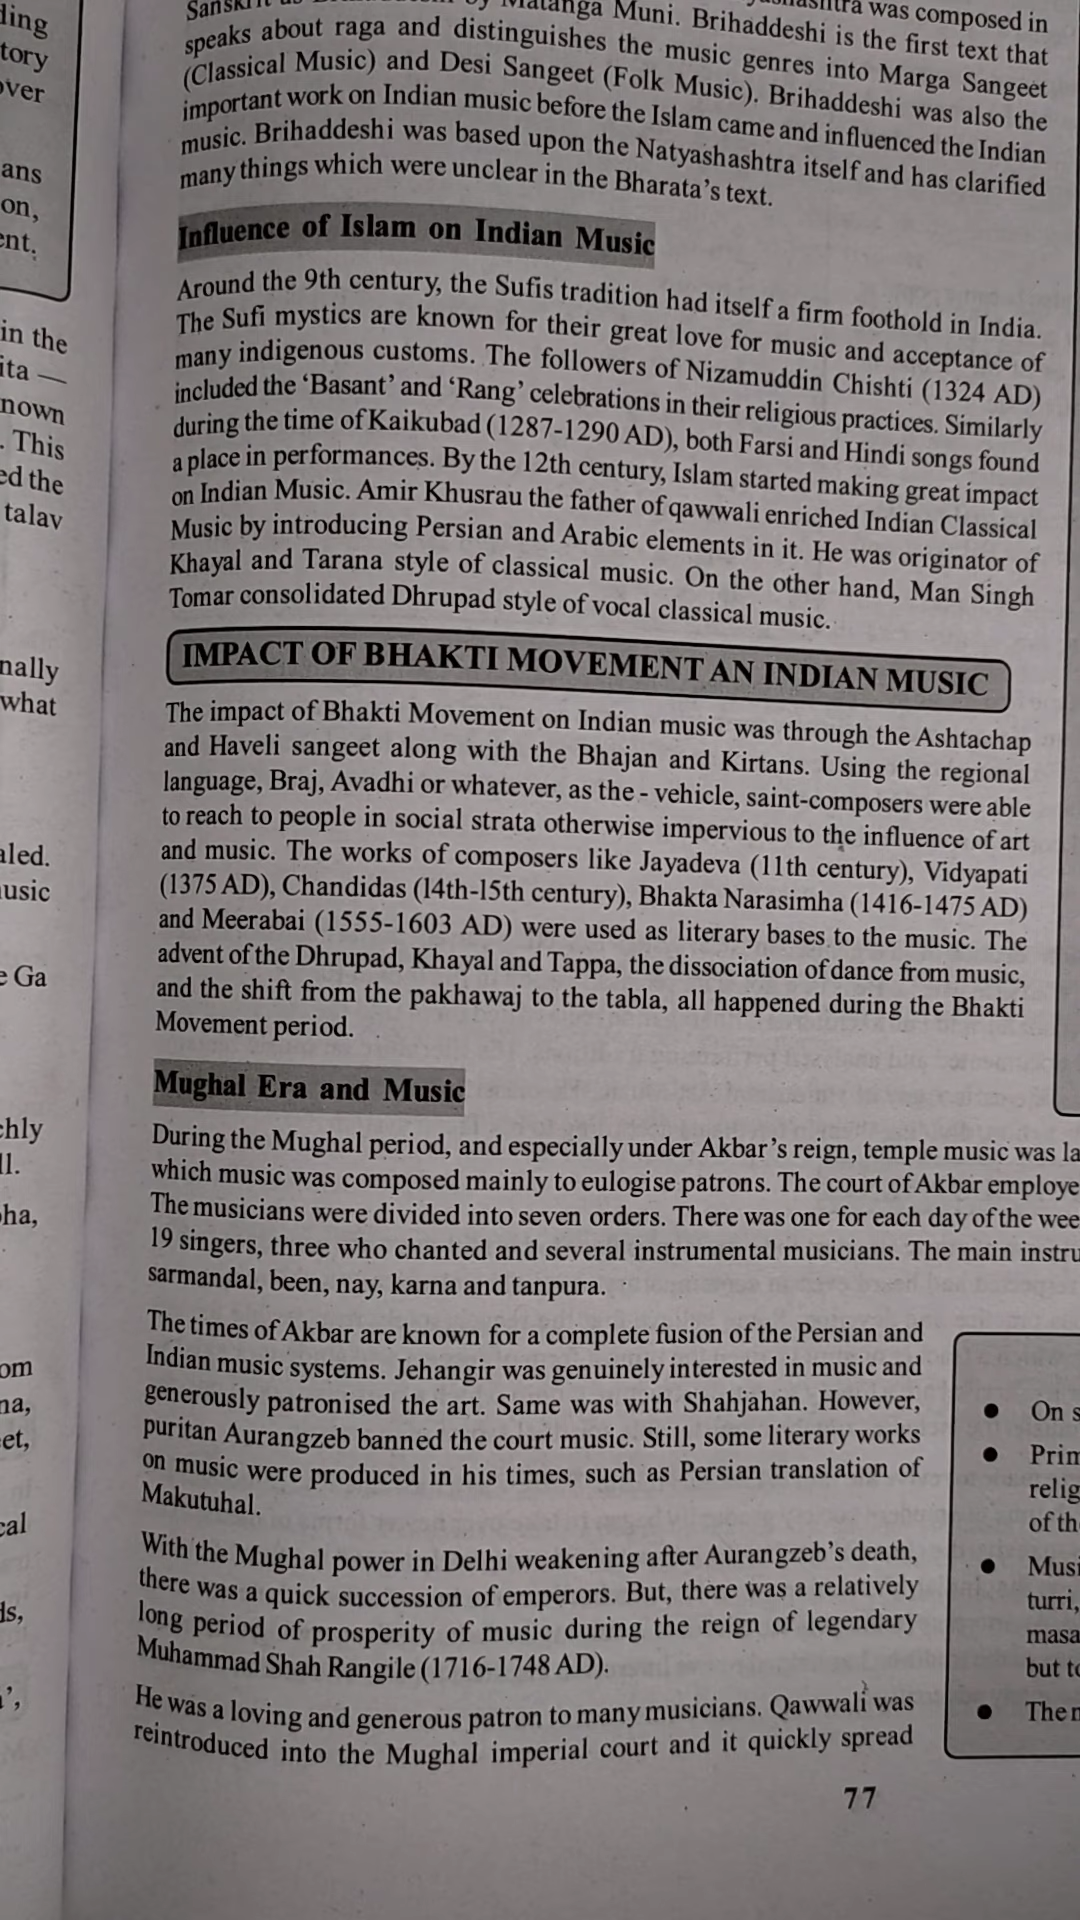 ding
tory
over
ans
on,
ent.
in the
ita —
nown
. This
ed the
talav
nally
what
aled.
music
e Ga
chly
ll.
bha,
om
na,
et,
cal
ds,
',
Matanga Muni. Brihaddeshi was composed in
speaks about raga and distinguishes the music genres into Marga Sangeet
(Classical Music) and Desi Sangeet (Folk Music). Brihaddeshi was also the
important work on Indian music before the Islam came and influenced the Indian
music. Brihaddeshi was based upon the Natyashashtra itself and has clarified
many things which were unclear in the Bharata's text.
Influence of Islam on Indian Music
Around the 9th century, the Sufis tradition had itself a firm foothold in India.
The Sufi mystics are known for their great love for music and acceptance of
many indigenous customs. The followers of Nizamuddin Chishti (1324 AD)
included the 'Basant' and 'Rang' celebrations in their religious practices. Similarly
during the time of Kaikubad (1287-1290 AD), both Farsi and Hindi songs found
a place in performances. By the 12th century, Islam started making great impact
on Indian Music. Amir Khusrau the father of qawwali enriched Indian Classical
Music by introducing Persian and Arabic elements in it. He was originator of
Khayal and Tarana style of classical music. On the other hand, Man Singh
Tomar consolidated Dhrupad style of vocal classical music.
IMPACT OF BHAKTI MOVEMENT AN INDIAN MUSIC
The impact of Bhakti Movement on Indian music was through the Ashtachap
and Haveli sangeet along with the Bhajan and Kirtans. Using the regional
language, Braj, Avadhi or whatever, as the - vehicle, saint-composers were able
to reach to people in social strata otherwise impervious to the influence of art
and music. The works of composers like Jayadeva (11th century), Vidyapati
(1375 AD), Chandidas (14th-15th century), Bhakta Narasimha (1416-1475 AD)
and Meerabai (1555-1603 AD) were used as literary bases to the music. The
advent of the Dhrupad, Khayal and Tappa, the dissociation of dance from music,
and the shift from the pakhawaj to the tabla, all happened during the Bhakti
Movement period.
Mughal Era and Music
During the Mughal period, and especially under Akbar's reign, temple music was la
which music was composed mainly to eulogise patrons. The court of Akbar employe
The musicians were divided into seven orders. There was one for each day of the wee
19 singers, three who chanted and several instrumental musicians. The main instru
sarmandal, been, nay, karna and tanpura.
The times of Akbar are known for a complete fusion of the Persian and
Indian music systems. Jehangir was genuinely interested in music and
generously patronised the art. Same was with Shahjahan. However,
puritan Aurangzeb banned the court music. Still, some literary works
on music were produced in his times, such as Persian translation of
Makutuhal.
With the Mughal power in Delhi weakening after Aurangzeb's death,
there was a quick succession of emperors. But, there was a relatively
long period of prosperity of music during the reign of legendary
Muhammad Shah Rangile (1716-1748 AD).
He was a loving and generous patron to many musicians. Qawwali was
reintroduced into the Mughal imperial court and it quickly spread
• On s
• Prim
relig
of th
• Musi
turri,
masa
but to
• The r
77